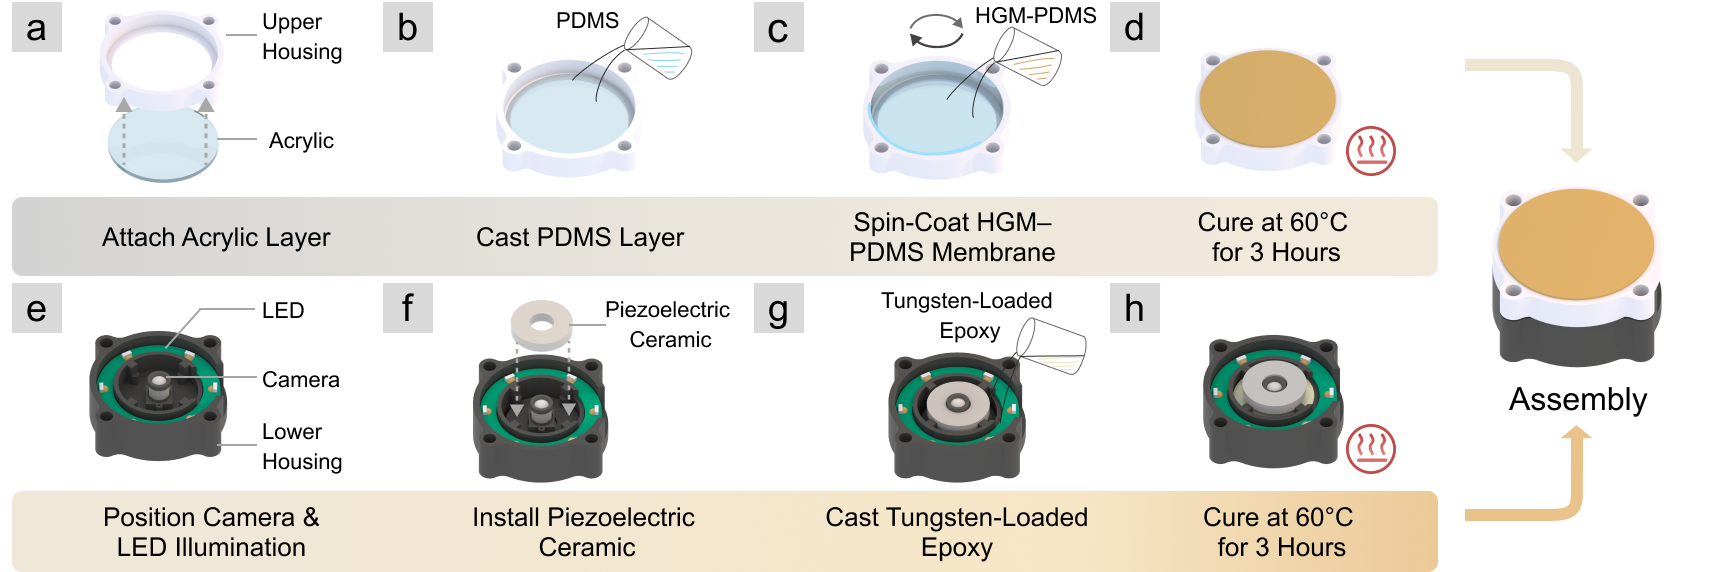 a
Upper
Housing
Acrylic
b
PDMS
c
HGM-PDMS
d
Attach Acrylic Layer
Cast PDMS Layer
Spin-Coat HGM–
PDMS Membrane
Cure at 60°C
for 3 Hours
e
LED
Camera
Lower
Housing
f
Piezoelectric
Ceramic
g
Tungsten-Loaded
Epoxy
h
Position Camera &
LED Illumination
Install Piezoelectric
Ceramic
Cast Tungsten-Loaded
Epoxy
Cure at 60°C
for 3 Hours
Assembly